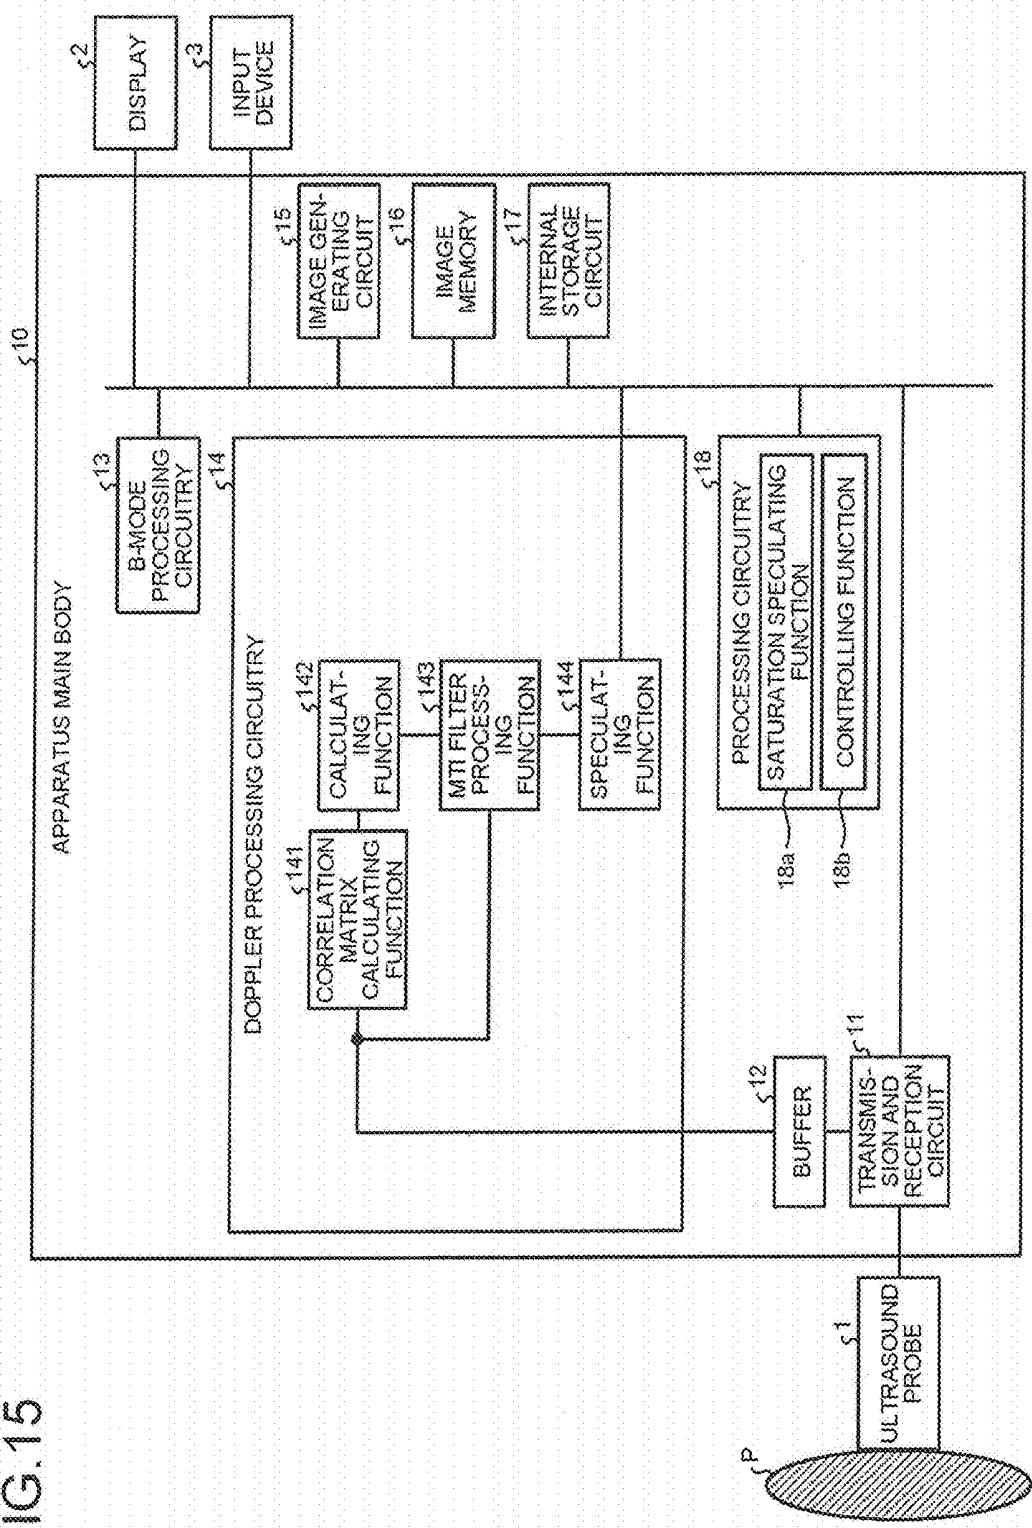 IG.15
P
1
ULTRASOUND
PROBE
10
APPARATUS MAIN BODY
2
DISPLAY
3
INPUT
DEVICE
13
B-MODE
PROCESSING
CIRCUITRY
14
DOPPLER PROCESSING CIRCUITRY
141
CORRELATION
MATRIX
CALCULATING
FUNCTION
142
CALCULAT-
ING
FUNCTION
143
MTI FILTER
PROCESS-
ING
FUNCTION
144
SPECULAT-
ING
FUNCTION
15
IMAGE GEN-
ERATING
CIRCUIT
16
IMAGE
MEMORY
17
INTERNAL
STORAGE
CIRCUIT
12
BUFFER
11
TRANSMIS-
SION AND
RECEPTION
CIRCUIT
18
PROCESSING CIRCUITRY
18a
SATURATION SPECULATING
FUNCTION
18b
CONTROLLING FUNCTION